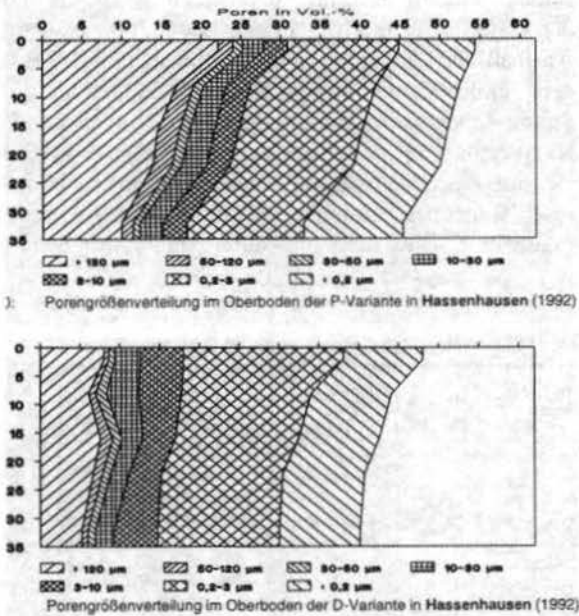 Poren in Vol.-%
0 5 10 15 20 25 30 35 40 45 50 55 60
0
5
10
15
20
25
30
35
> 120 µm 50-120 µm 30-50 µm 10-30 µm
3-10 µm 0,2-3 µm < 0,2 µm
): Porengrößenverteilung im Oberboden der P-Variante in Hassenhausen (1992)
0
5
10
15
20
25
30
35
> 120 µm 50-120 µm 30-50 µm 10-30 µm
3-10 µm 0,2-3 µm < 0,2 µm
Porengrößenverteilung im Oberboden der D-Variante in Hassenhausen (1992)